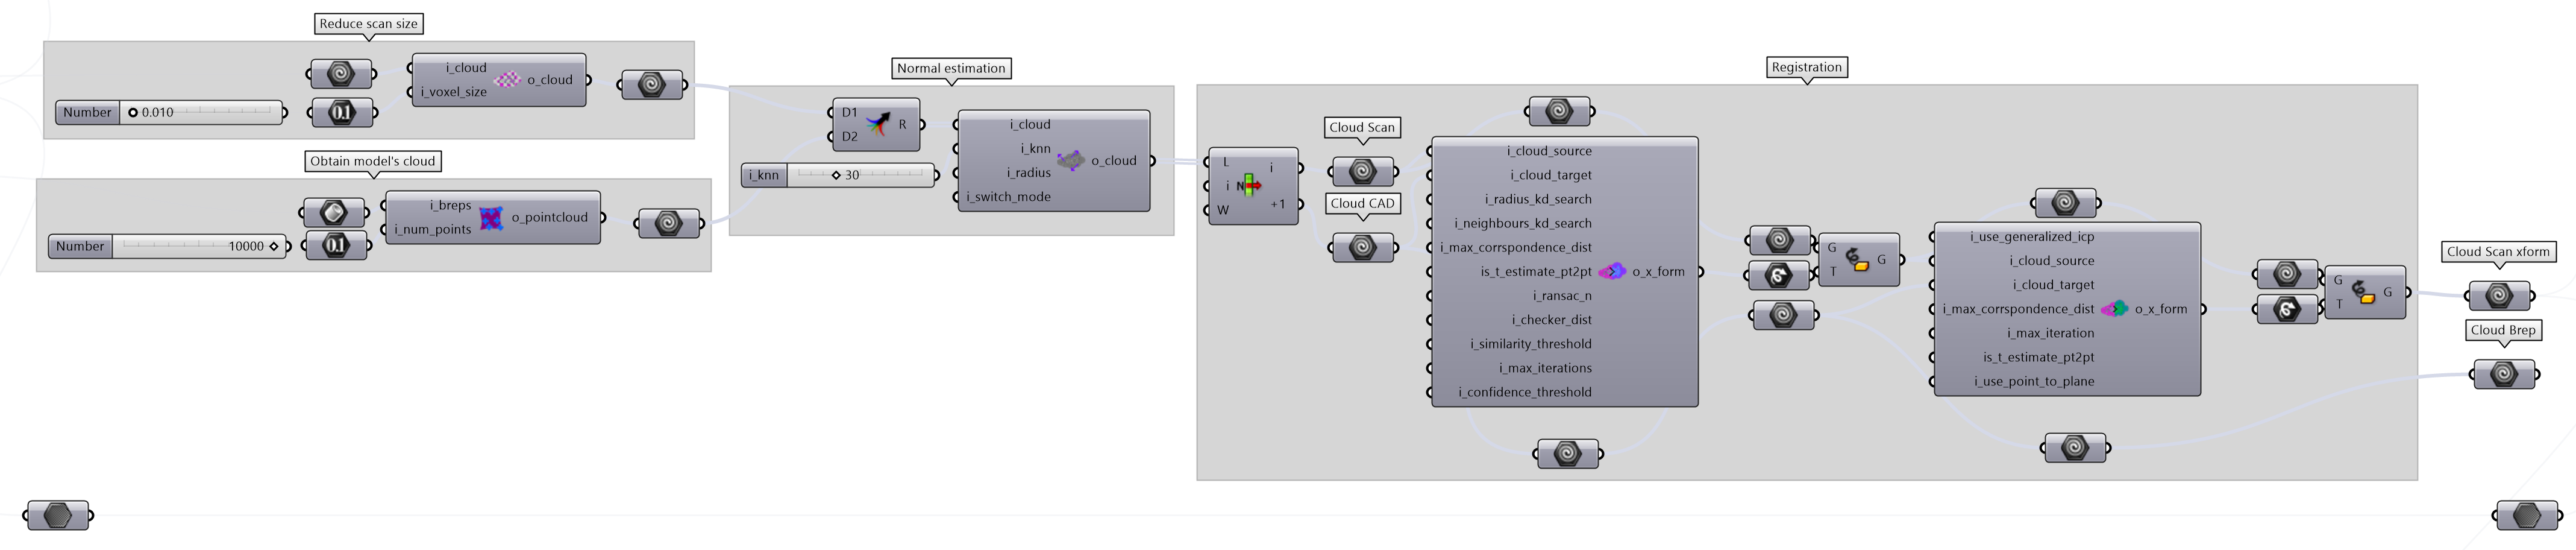 Reduce scan size
i_cloud
i_voxel_size
o_cloud
Number
0.010
0.1
Obtain model's cloud
i_breps
i_num_points
o_pointcloud
Number
10000
0.1
Normal estimation
D1
D2
R
i_knn
30
i_cloud
i_knn
i_radius
i_switch_mode
o_cloud
Registration
L
i
W
N
i
+1
Cloud Scan
Cloud CAD
i_cloud_source
i_cloud_target
i_radius_kd_search
i_neighbours_kd_search
i_max_corrspondence_dist
is_t_estimate_pt2pt
i_ransac_n
i_checker_dist
i_similarity_threshold
i_max_iterations
i_confidence_threshold
o_x_form
G
T
G
i_use_generalized_icp
i_cloud_source
i_cloud_target
i_max_corrspondence_dist
i_max_iteration
is_t_estimate_pt2pt
i_use_point_to_plane
o_x_form
G
T
G
Cloud Scan xform
Cloud Brep